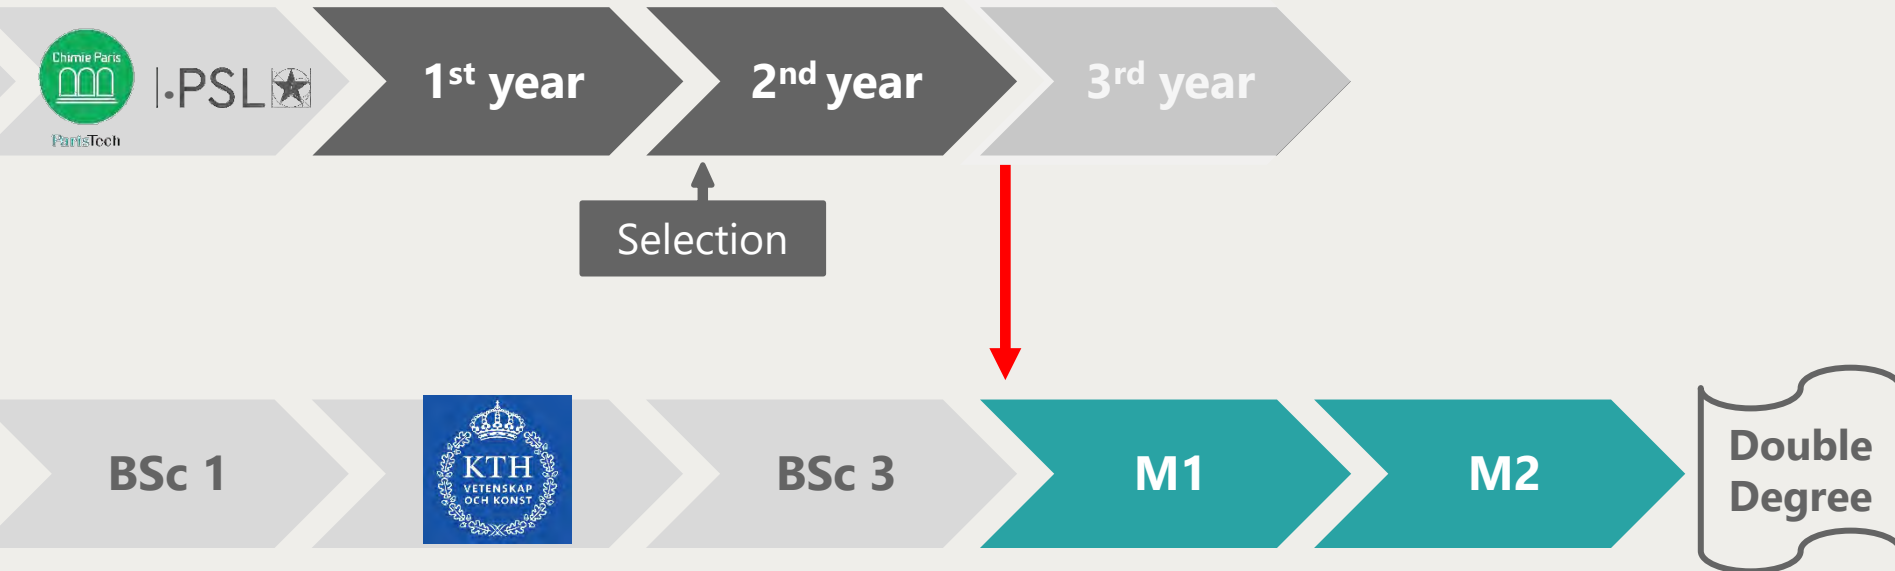 Chimie Paris
ParisTech
PSL
1st year
2nd year
3rd year
Selection
BSc 1
KTH
VETENSKAP
OCH KONST
BSc 3
M1
M2
Double
Degree